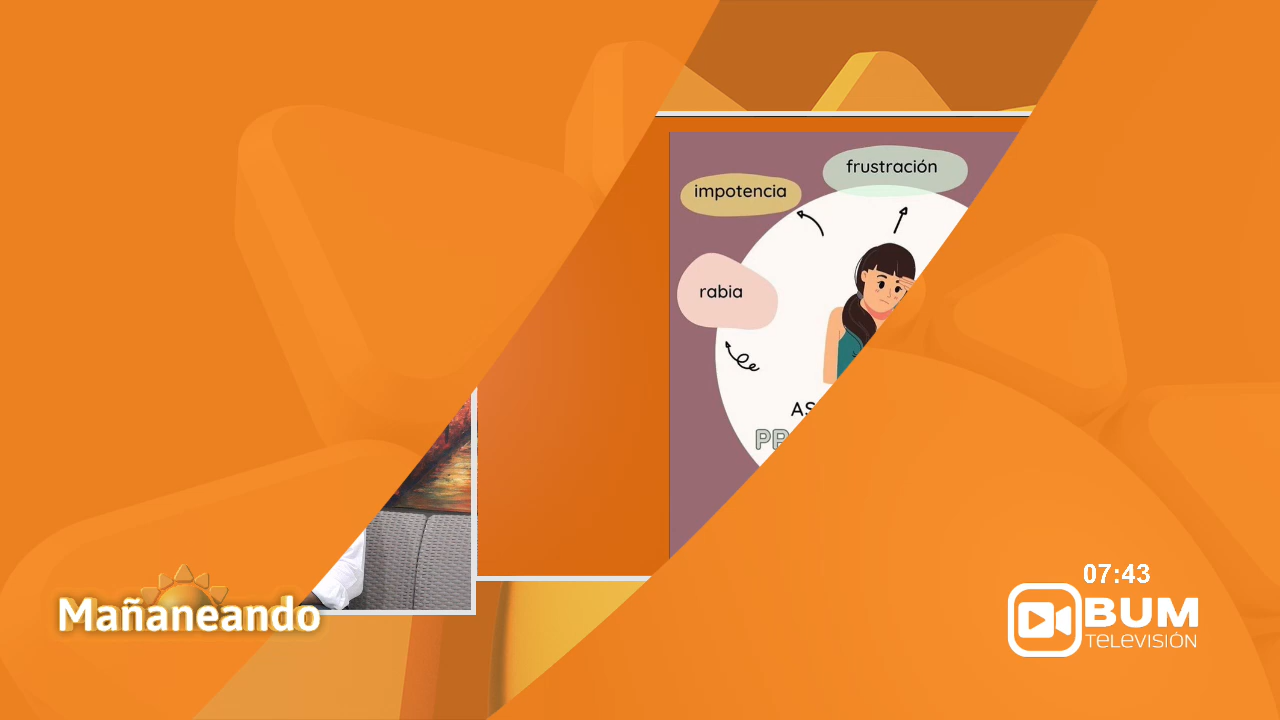 frustración
impotencia
rabia
Mañaneando
07:43
BUM
TELEVISIÓN